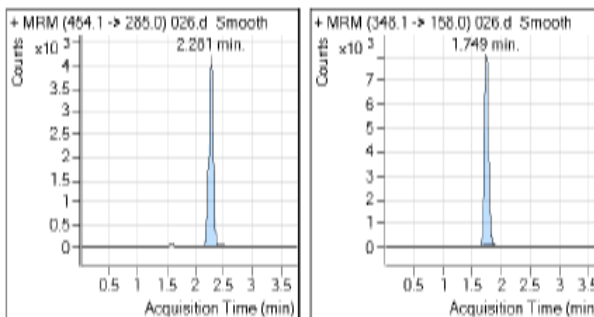 + MRM (464.1 -> 285.0) 026.d Smooth
x10 3
2.281 min.
Counts
4
3.5
3
2.5
2
1.5
1
0.5
0
0.5 1 1.5 2 2.5 3 3.5
Acquisition Time (min)
+ MRM (348.1 -> 158.0) 026.d Smooth
x10 3
1.749 min.
Counts
7
6
5
4
3
2
1
0
0.5 1 1.5 2 2.5 3 3.5
Acquisition Time (min)